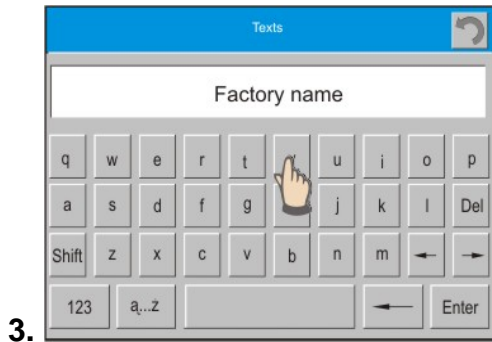 Texts
Factory name
q w e r t u i o p
a s d f g j k l Del
Shift z x c v b n m ← →
123 ą...ż ← Enter
3.